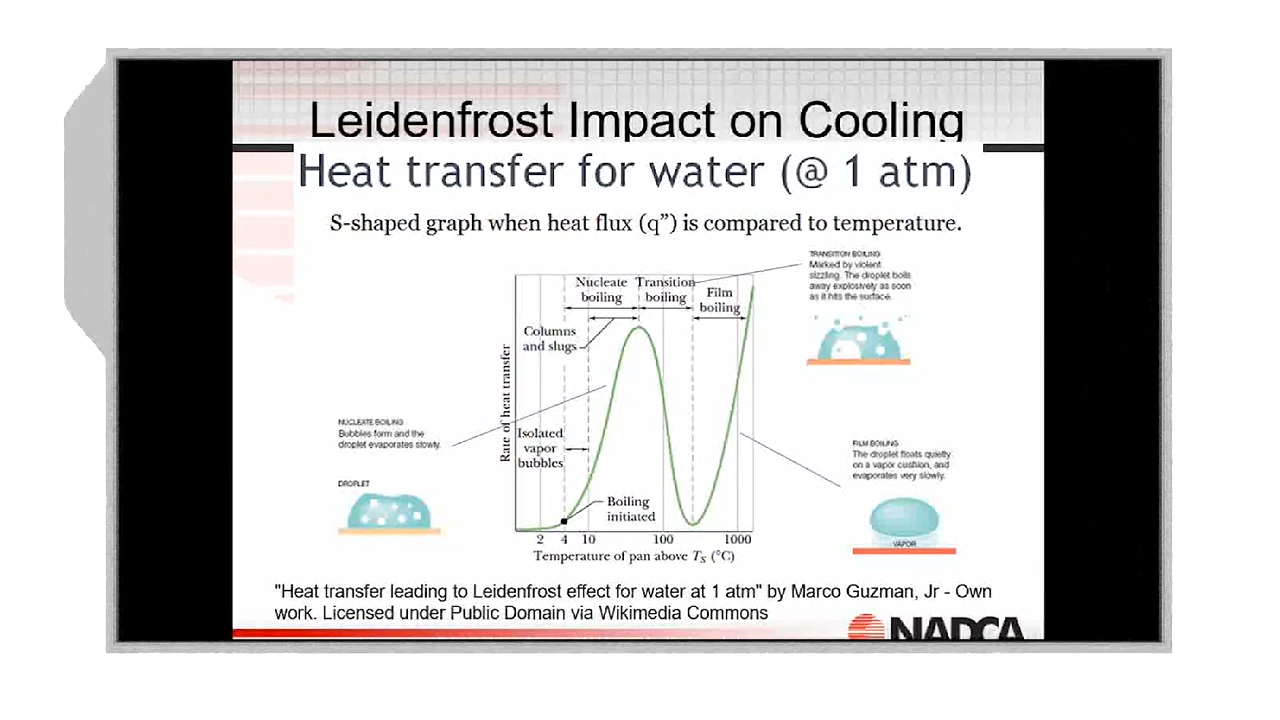 Leidenfrost Impact on Cooling
Heat transfer for water (@ 1 atm)
S-shaped graph when heat flux (q”) is compared to temperature.
TRANSITION BOILING
Marked by violent
sizzling. The droplet boils
away explosively as soon
as it hits the surface.
Nucleate
boiling
Transition
boiling
Film
boiling
Columns
and slugs
Rate of heat transfer
NUCLEATE BOILING
Bubbles form and the
droplet evaporates slowly.
Isolated
vapor
bubbles
FILM BOILING
The droplet floats quietly
on a vapor cushion, and
evaporates very slowly.
DROPLET
Boiling
initiated
VAPOR
2 4 10 100 1000
Temperature of pan above TS (°C)
"Heat transfer leading to Leidenfrost effect for water at 1 atm" by Marco Guzman, Jr - Own
work. Licensed under Public Domain via Wikimedia Commons
NADCA